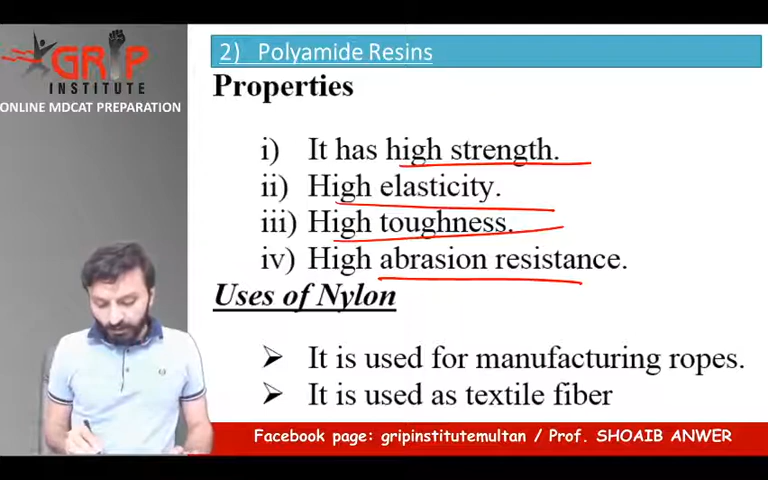 GRIP
INSTITUTE
ONLINE MDCAT PREPARATION
2) Polyamide Resins
Properties
i) It has high strength.
ii) High elasticity.
iii) High toughness.
iv) High abrasion resistance.
Uses of Nylon
➢ It is used for manufacturing ropes.
➢ It is used as textile fiber
Facebook page: gripinstitutemultan / Prof. SHOAIB ANWER